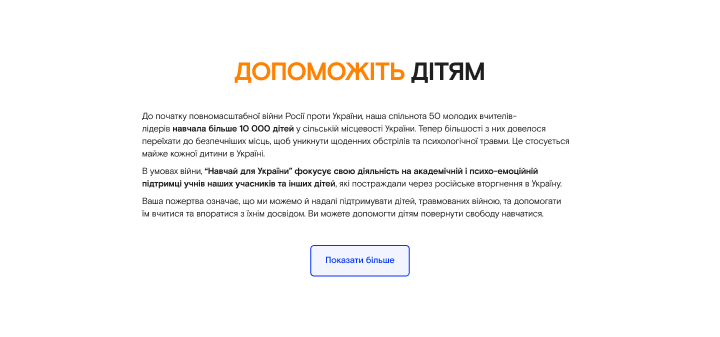 ДОПОМОЖІТЬ ДІТЯМ
До початку повномасштабної війни Росії проти України, наша спільнота 50 молодих вчителів-
лідерів навчала більше 10 000 дітей у сільській місцевості України. Тепер більшості з них довелося
переїхати до безпечніших місць, щоб уникнути щоденних обстрілів та психологічної травми. Це стосується
майже кожної дитини в Україні.
В умовах війни, “Навчай для України” фокусує свою діяльність на академічній і психо-емоційній
підтримці учнів наших учасників та інших дітей, які постраждали через російське вторгнення в Україну.
Ваша пожертва означає, що ми можемо й надалі підтримувати дітей, травмованих війною, та допомагати
їм вчитися та впоратися з їхнім досвідом. Ви можете допомогти дітям повернути свободу навчатися.
Показати більше